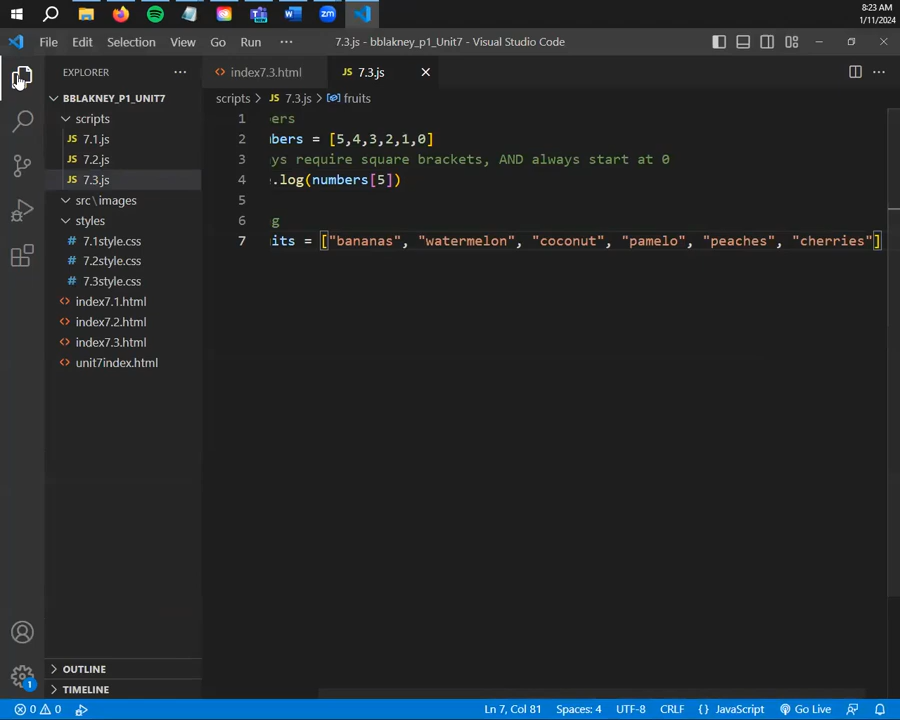 8:23 AM
1/11/2024
File Edit Selection View Go Run ··· 7.3.js - bblakney_p1_Unit7 - Visual Studio Code
EXPLORER ···
index7.3.html
JS 7.3.js
BBLAKNEY_P1_UNIT7
scripts
JS 7.1.js
JS 7.2.js
JS 7.3.js
src\images
styles
# 7.1style.css
# 7.2style.css
# 7.3style.css
<> index7.1.html
<> index7.2.html
<> index7.3.html
<> unit7index.html
OUTLINE
TIMELINE
scripts > JS 7.3.js > fruits
1 ers
2 bers = [5,4,3,2,1,0]
3 ys require square brackets, AND always start at 0
4 .log(numbers[5])
5
6 g
7 its = ["bananas", "watermelon", "coconut", "pamelo", "peaches", "cherries"]
1
0 0 Ln 7, Col 81 Spaces: 4 UTF-8 CRLF {} JavaScript Go Live